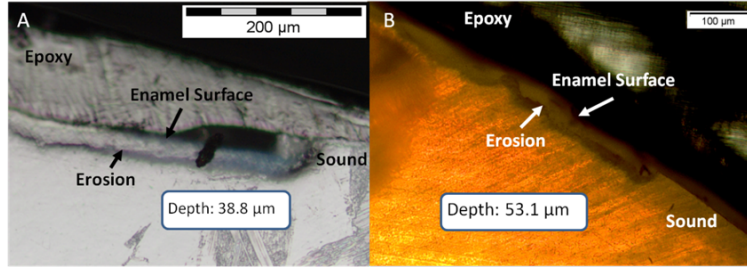 A
200 µm
Epoxy
Enamel Surface
Erosion
Sound
Depth: 38.8 µm
B
100 µm
Epoxy
Enamel Surface
Erosion
Depth: 53.1 µm
Sound